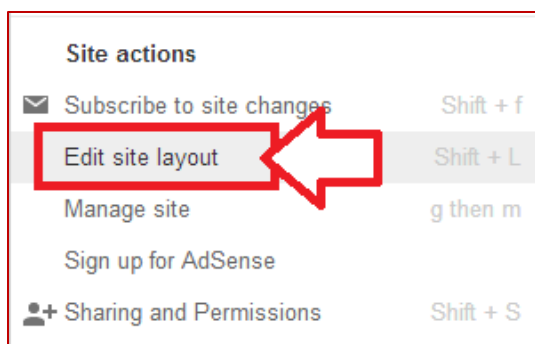 Site actions
Subscribe to site changes Shift + f
Edit site layout Shift + L
Manage site g then m
Sign up for AdSense
Sharing and Permissions Shift + S